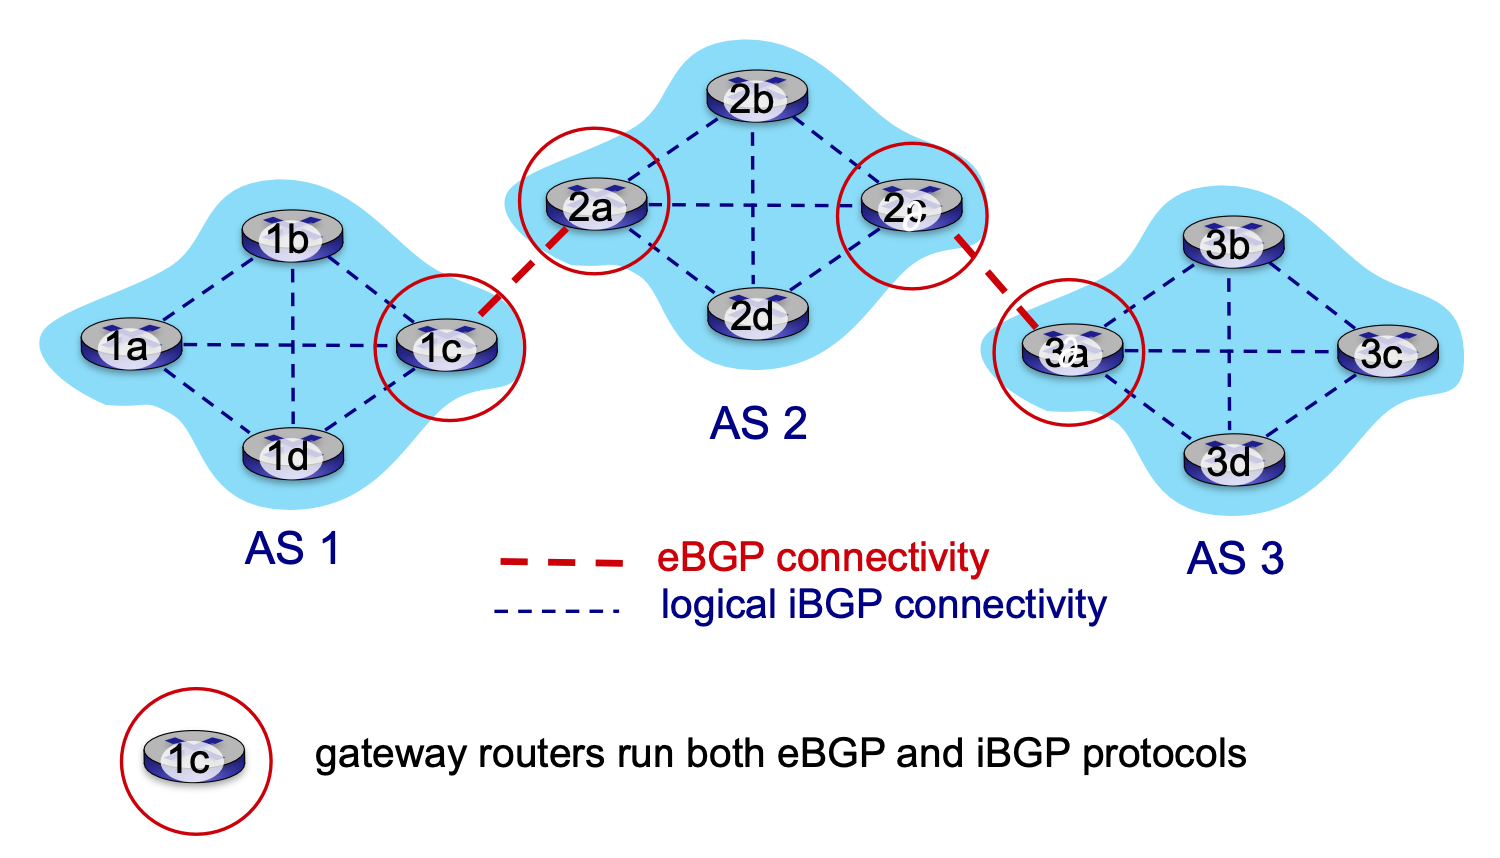 2b
2a
2c
1b
3b
2d
1a
1c
3a
3c
AS 2
1d
3d
AS 1
eBGP connectivity
AS 3
logical iBGP connectivity
1c
gateway routers run both eBGP and iBGP protocols